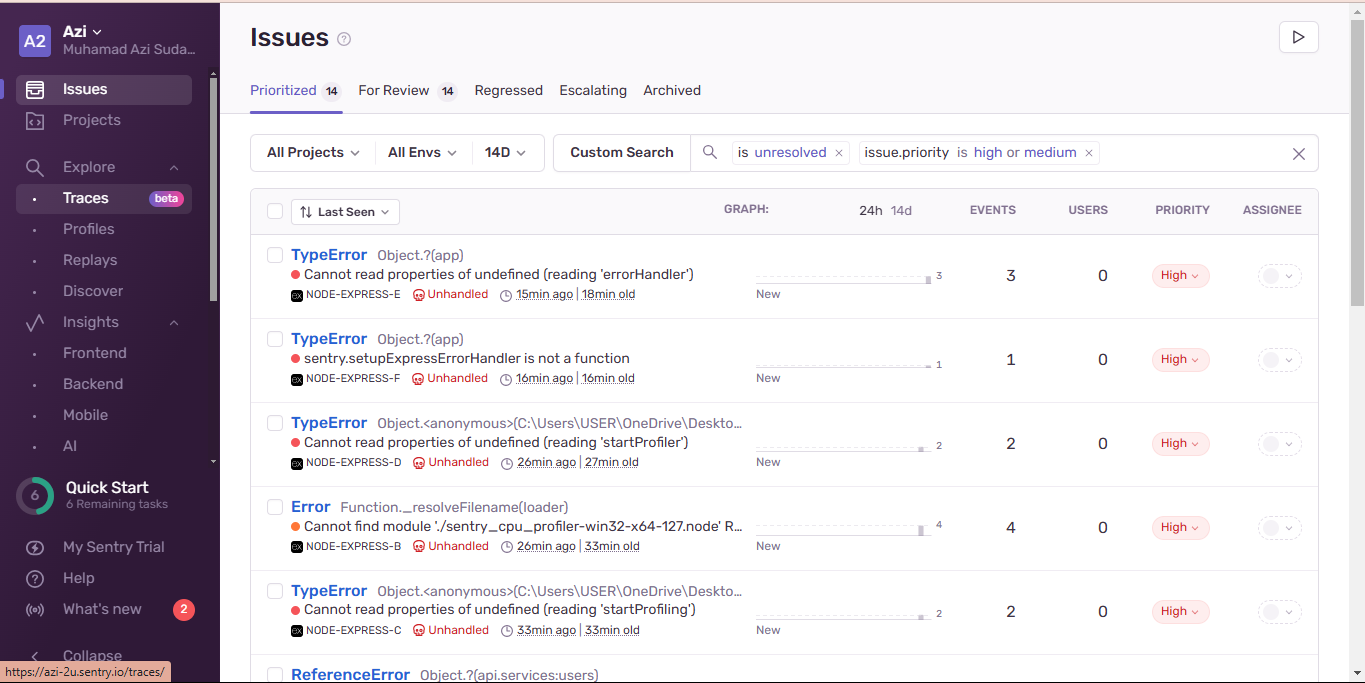 A2
Azi
Muhamad Azi Suda...
Issues
Projects
Explore
Traces beta
Profiles
Replays
Discover
Insights
Frontend
Backend
Mobile
AI
6
Quick Start
6 Remaining tasks
My Sentry Trial
Help
What's new 2
Collapse
https://azi-2u.sentry.io/traces/
Issues ?
Prioritized 14 For Review 14 Regressed Escalating Archived
All Projects All Envs 14D Custom Search is unresolved × issue.priority is high or medium ×
Last Seen GRAPH: 24h 14d EVENTS USERS PRIORITY ASSIGNEE
TypeError Object.?(app)
Cannot read properties of undefined (reading 'errorHandler')
ex NODE-EXPRESS-E Unhandled 15min ago | 18min old
3
New
3 0 High
TypeError Object.?(app)
sentry.setupExpressErrorHandler is not a function
ex NODE-EXPRESS-F Unhandled 16min ago | 16min old
1
New
1 0 High
TypeError Object.<anonymous>(C:\Users\USER\OneDrive\Deskto...
Cannot read properties of undefined (reading 'startProfiler')
ex NODE-EXPRESS-D Unhandled 26min ago | 27min old
2
New
2 0 High
Error Function._resolveFilename(loader)
Cannot find module './sentry_cpu_profiler-win32-x64-127.node' R...
ex NODE-EXPRESS-B Unhandled 26min ago | 33min old
4
New
4 0 High
TypeError Object.<anonymous>(C:\Users\USER\OneDrive\Deskto...
Cannot read properties of undefined (reading 'startProfiling')
ex NODE-EXPRESS-C Unhandled 33min ago | 33min old
2
New
2 0 High
ReferenceError Object.?(api.services:users)